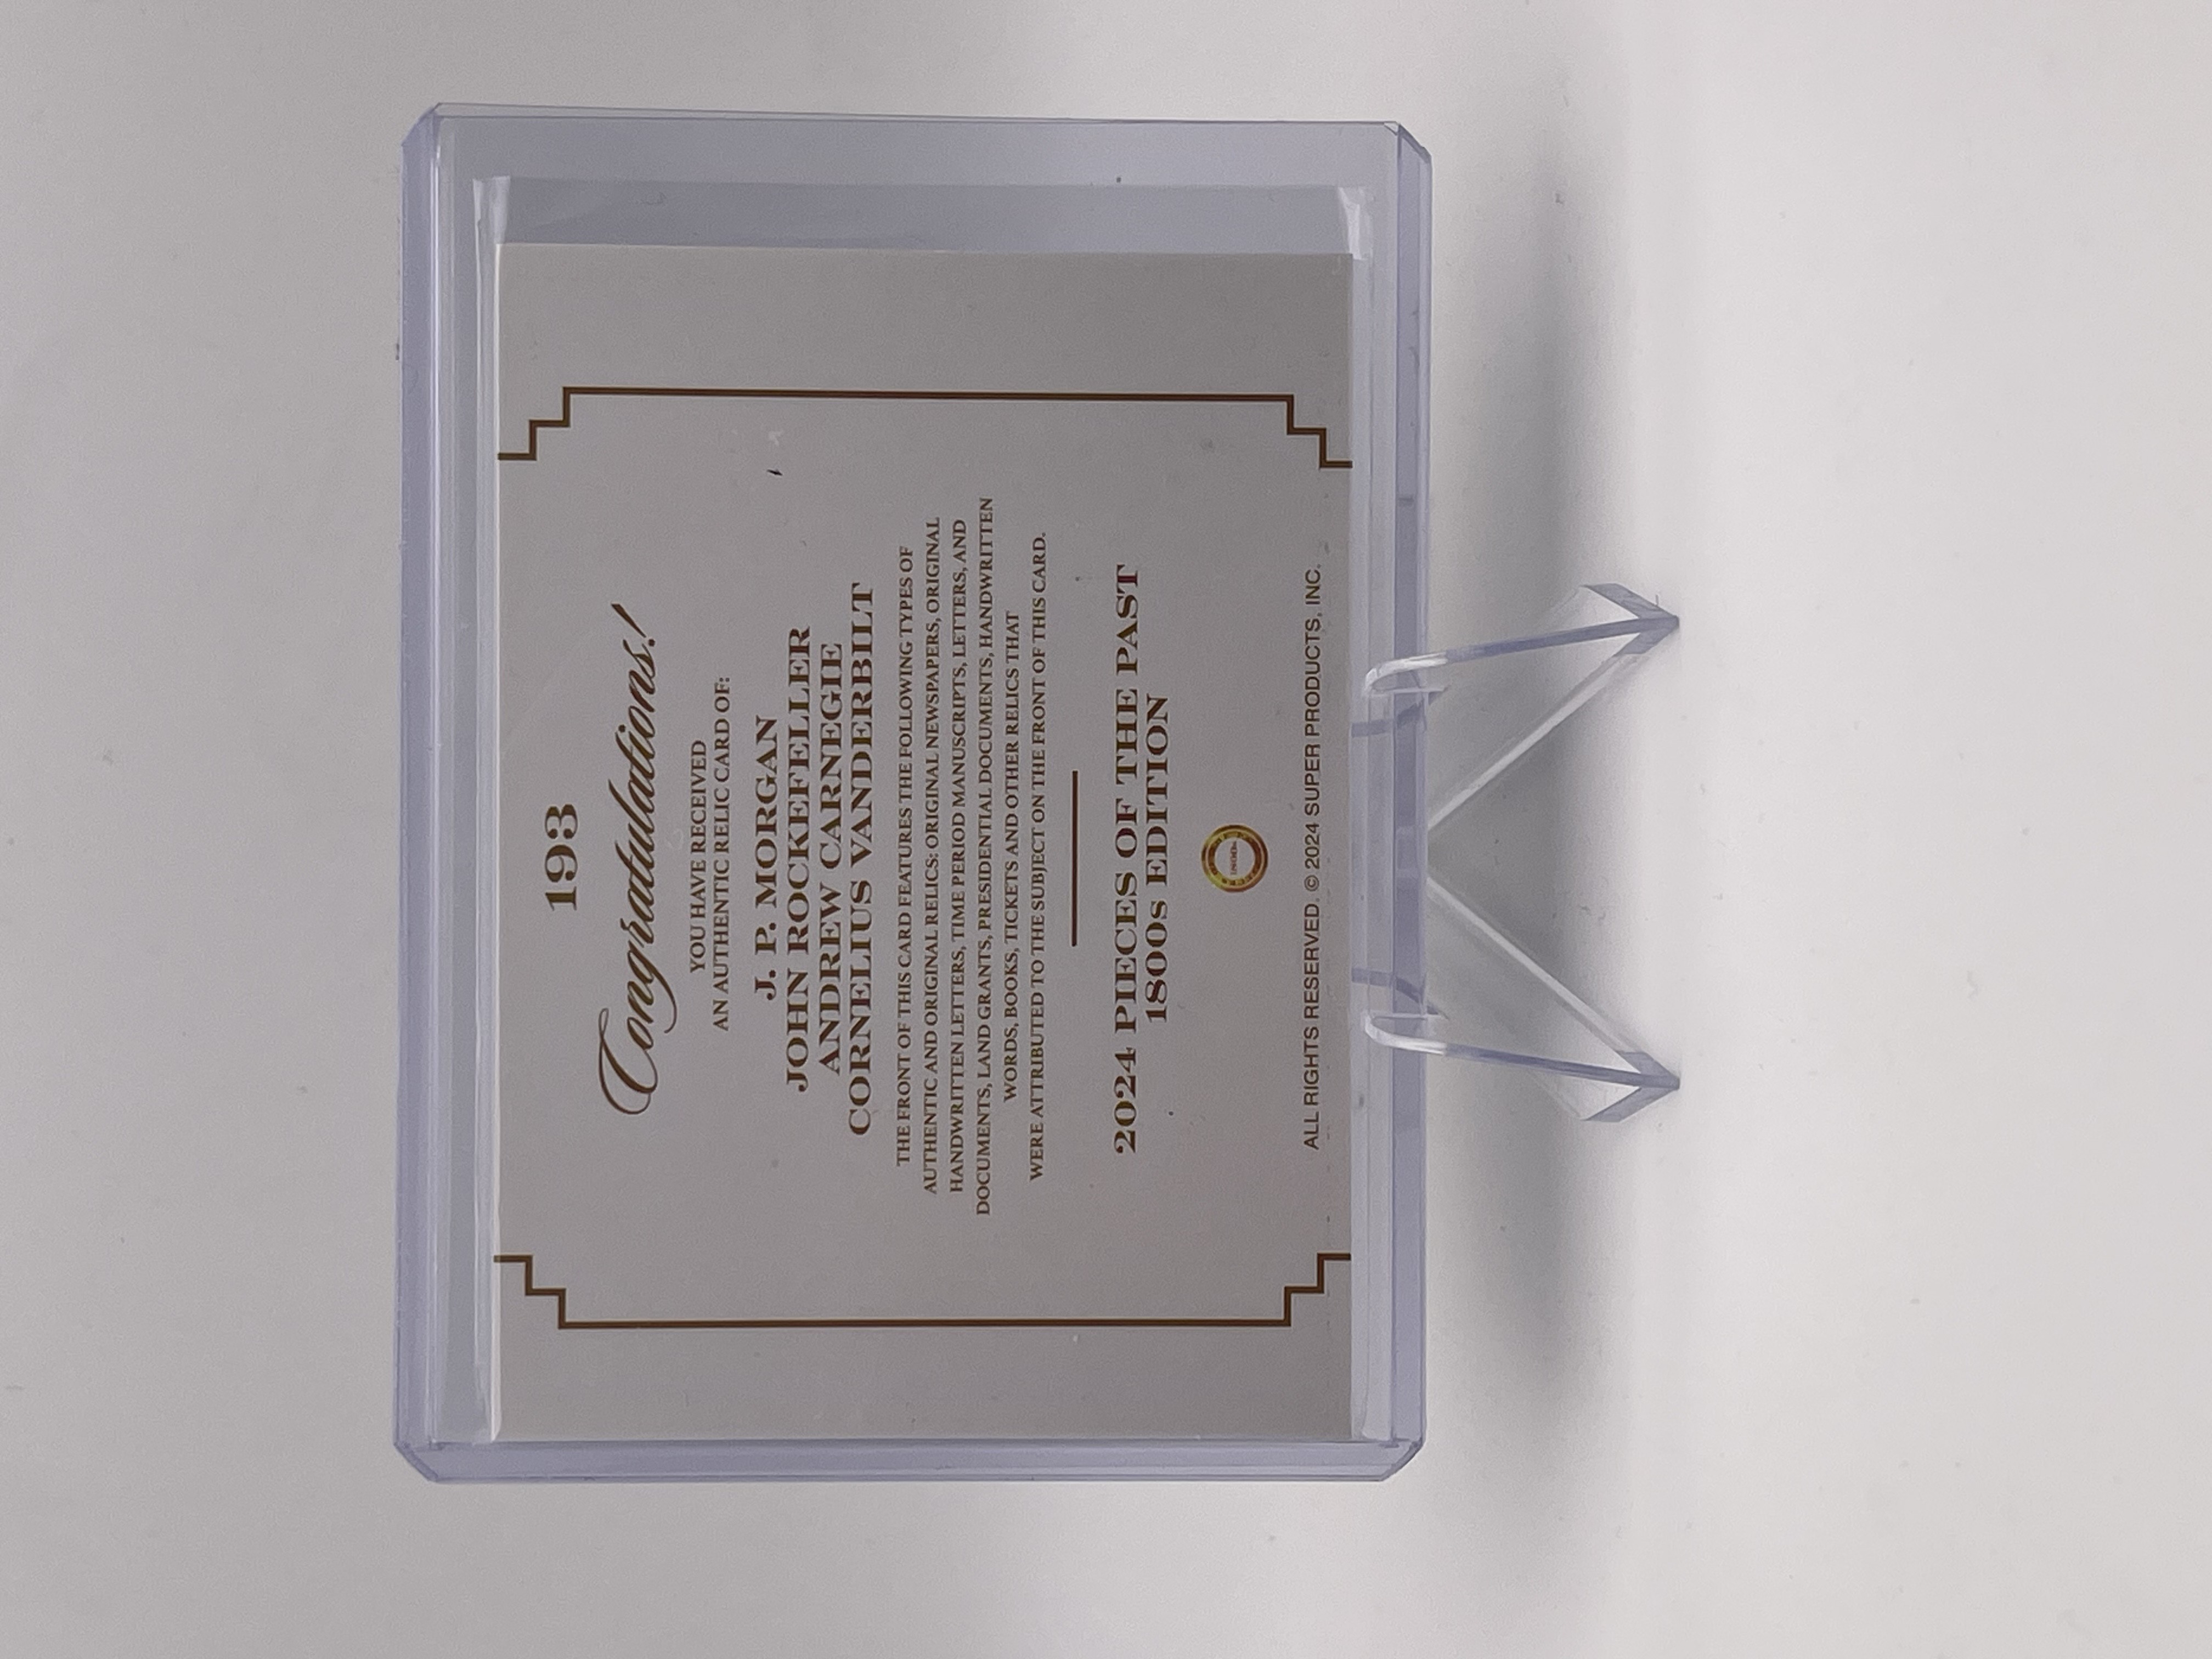 193
Congratulations!
YOU HAVE RECEIVED
AN AUTHENTIC RELIC CARD OF:
J. P. MORGAN
JOHN ROCKEFELLER
ANDREW CARNEGIE
CORNELIUS VANDERBILT
THE FRONT OF THIS CARD FEATURES THE FOLLOWING TYPES OF
AUTHENTIC AND ORIGINAL RELICS: ORIGINAL NEWSPAPERS, ORIGINAL
HANDWRITTEN LETTERS, TIME PERIOD MANUSCRIPTS, LETTERS, AND
DOCUMENTS, LAND GRANTS, PRESIDENTIAL DOCUMENTS, HANDWRITTEN
WORDS, BOOKS, TICKETS AND OTHER RELICS THAT
WERE ATTRIBUTED TO THE SUBJECT ON THE FRONT OF THIS CARD.
2024 PIECES OF THE PAST
1800s EDITION
1800s
ALL RIGHTS RESERVED. © 2024 SUPER PRODUCTS, INC.